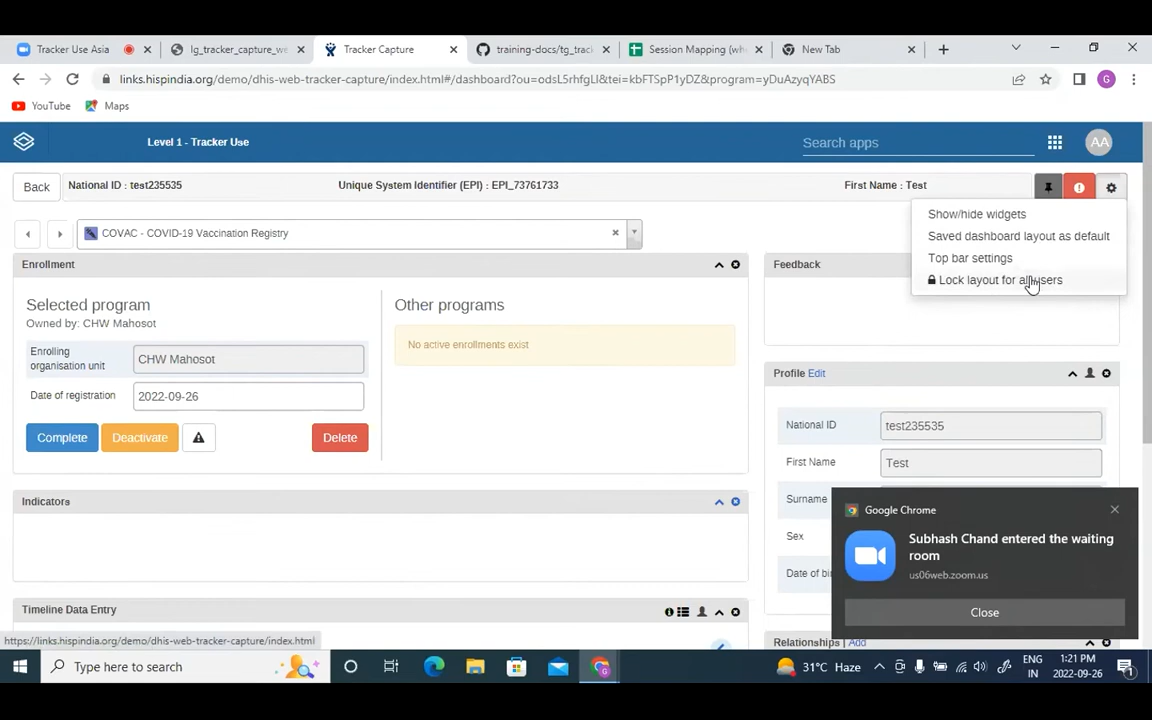 Tracker Use Asia
lg_tracker_capture_we
Tracker Capture
training-docs/tg_track
Session Mapping (whe
New Tab
links.hispindia.org/demo/dhis-web-tracker-capture/index.html#/dashboard?ou=odsL5rhfgLl&tei=kbFTSpP1yDZ&program=yDuAzyqYABS
G
YouTube
Maps
Level 1 - Tracker Use
Search apps
AA
Back
National ID : test235535
Unique System Identifier (EPI) : EPI_73761733
First Name : Test
Show/hide widgets
Saved dashboard layout as default
Top bar settings
Lock layout for all users
COVAC - COVID-19 Vaccination Registry
Enrollment
Feedback
Selected program
Owned by: CHW Mahosot
Other programs
No active enrollments exist
Enrolling
organisation unit
CHW Mahosot
Date of registration
2022-09-26
Complete
Deactivate
Delete
Profile Edit
National ID
test235535
First Name
Test
Surname
Sex
Date of bi
Indicators
Google Chrome
Subhash Chand entered the waiting
room
us06web.zoom.us
Close
Timeline Data Entry
Relationships | Add
https://links.hispindia.org/demo/dhis-web-tracker-capture/index.html
Type here to search
31°C Haze
ENG
IN
1:21 PM
2022-09-26
1